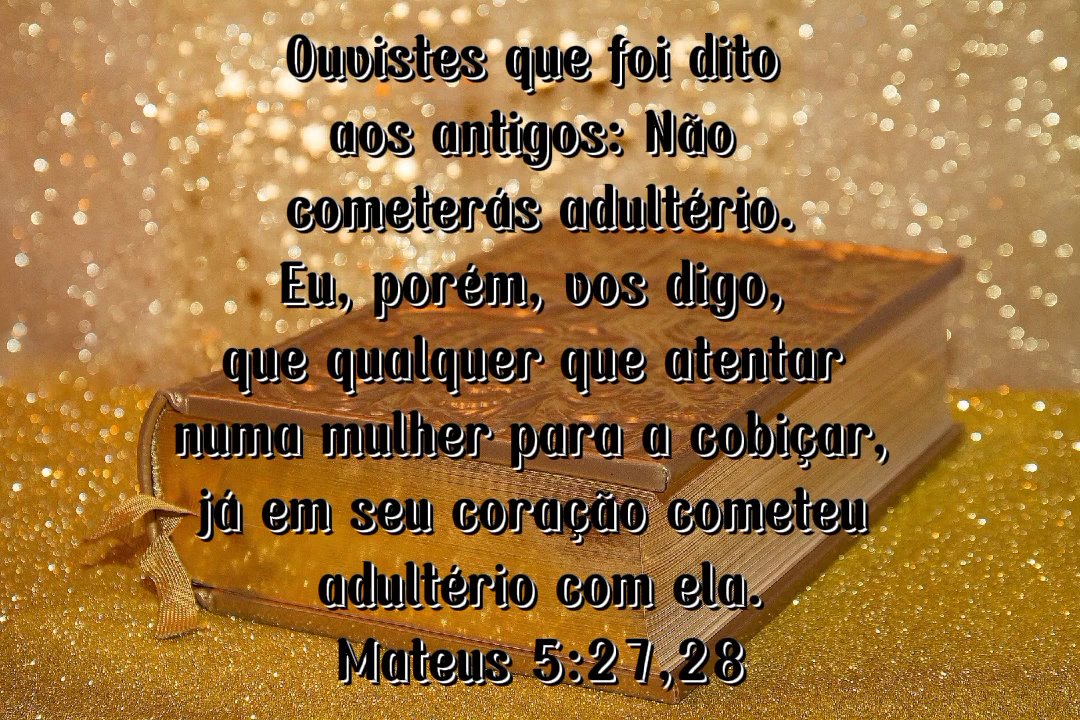 Ouvistes que foi dito
aos antigos: Não
cometerás adultério.
Eu, porém, vos digo,
que qualquer que atentar
numa mulher para a cobiçar,
já em seu coração cometeu
adultério com ela.
Mateus 5:27,28